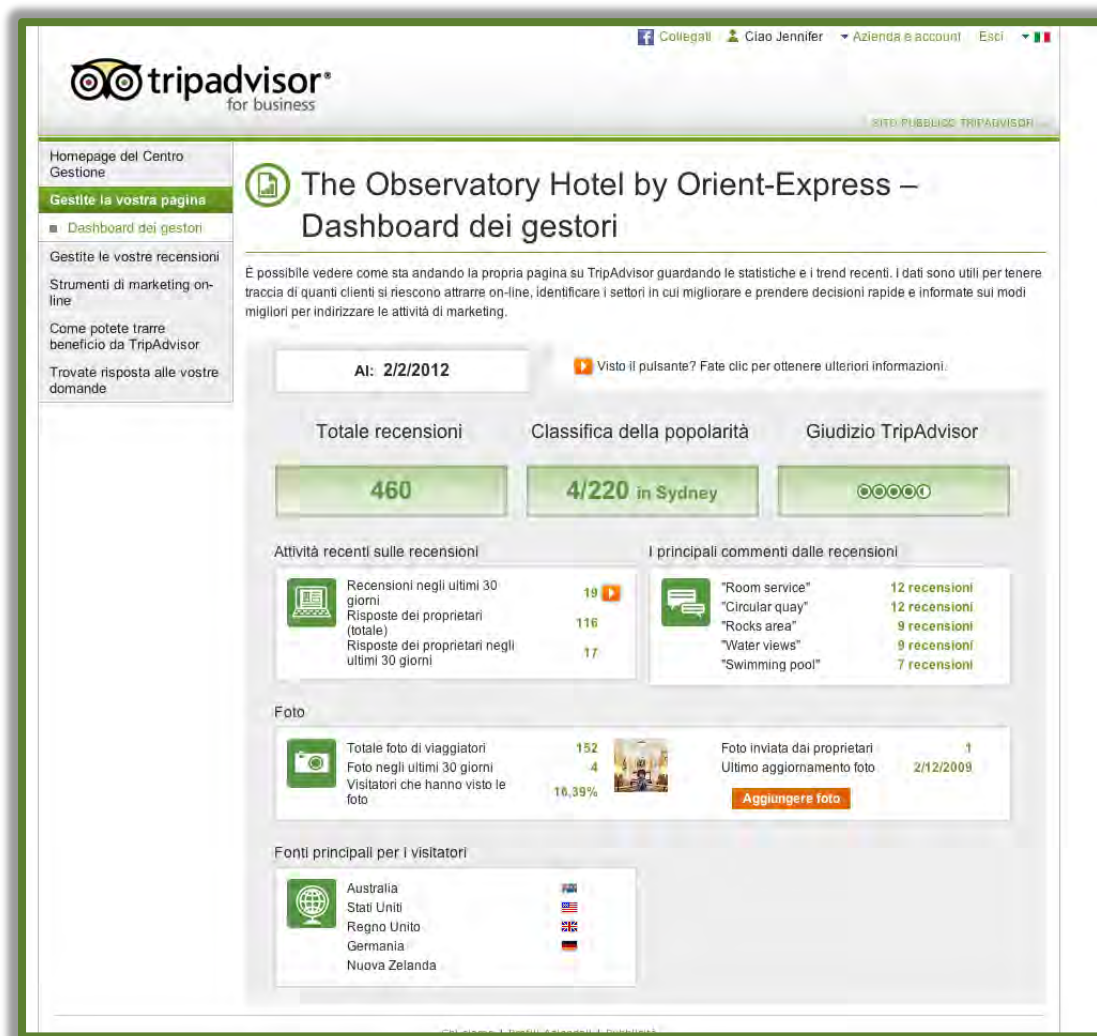 Collegati Ciao Jennifer Azienda e account Esci
tripadvisor®
for business
SITO PUBBLICO TRIPADVISOR
Homepage del Centro
Gestione
Gestite la vostra pagina
Dashboard dei gestori
Gestite le vostre recensioni
Strumenti di marketing on-
line
Come potete trarre
beneficio da TripAdvisor
Trovate risposta alle vostre
domande
The Observatory Hotel by Orient-Express –
Dashboard dei gestori
È possibile vedere come sta andando la propria pagina su TripAdvisor guardando le statistiche e i trend recenti. I dati sono utili per tenere
traccia di quanti clienti si riescono attrarre on-line, identificare i settori in cui migliorare e prendere decisioni rapide e informate sui modi
migliori per indirizzare le attività di marketing.
Al: 2/2/2012
Visto il pulsante? Fate clic per ottenere ulteriori informazioni.
Totale recensioni Classifica della popolarità Giudizio TripAdvisor
460 4/220 in Sydney
Attività recenti sulle recensioni
Recensioni negli ultimi 30
giorni 19
Risposte dei proprietari
(totale) 116
Risposte dei proprietari negli
ultimi 30 giorni 17
I principali commenti dalle recensioni
"Room service" 12 recensioni
"Circular quay" 12 recensioni
"Rocks area" 9 recensioni
"Water views" 9 recensioni
"Swimming pool" 7 recensioni
Foto
Totale foto di viaggiatori 152
Foto negli ultimi 30 giorni 4
Visitatori che hanno visto le
foto 16,39%
Foto inviata dai proprietari 1
Ultimo aggiornamento foto 2/12/2009
Aggiungere foto
Fonti principali per i visitatori
Australia
Stati Uniti
Regno Unito
Germania
Nuova Zelanda
Chi siamo | Profili Aziendali | Pubblicità